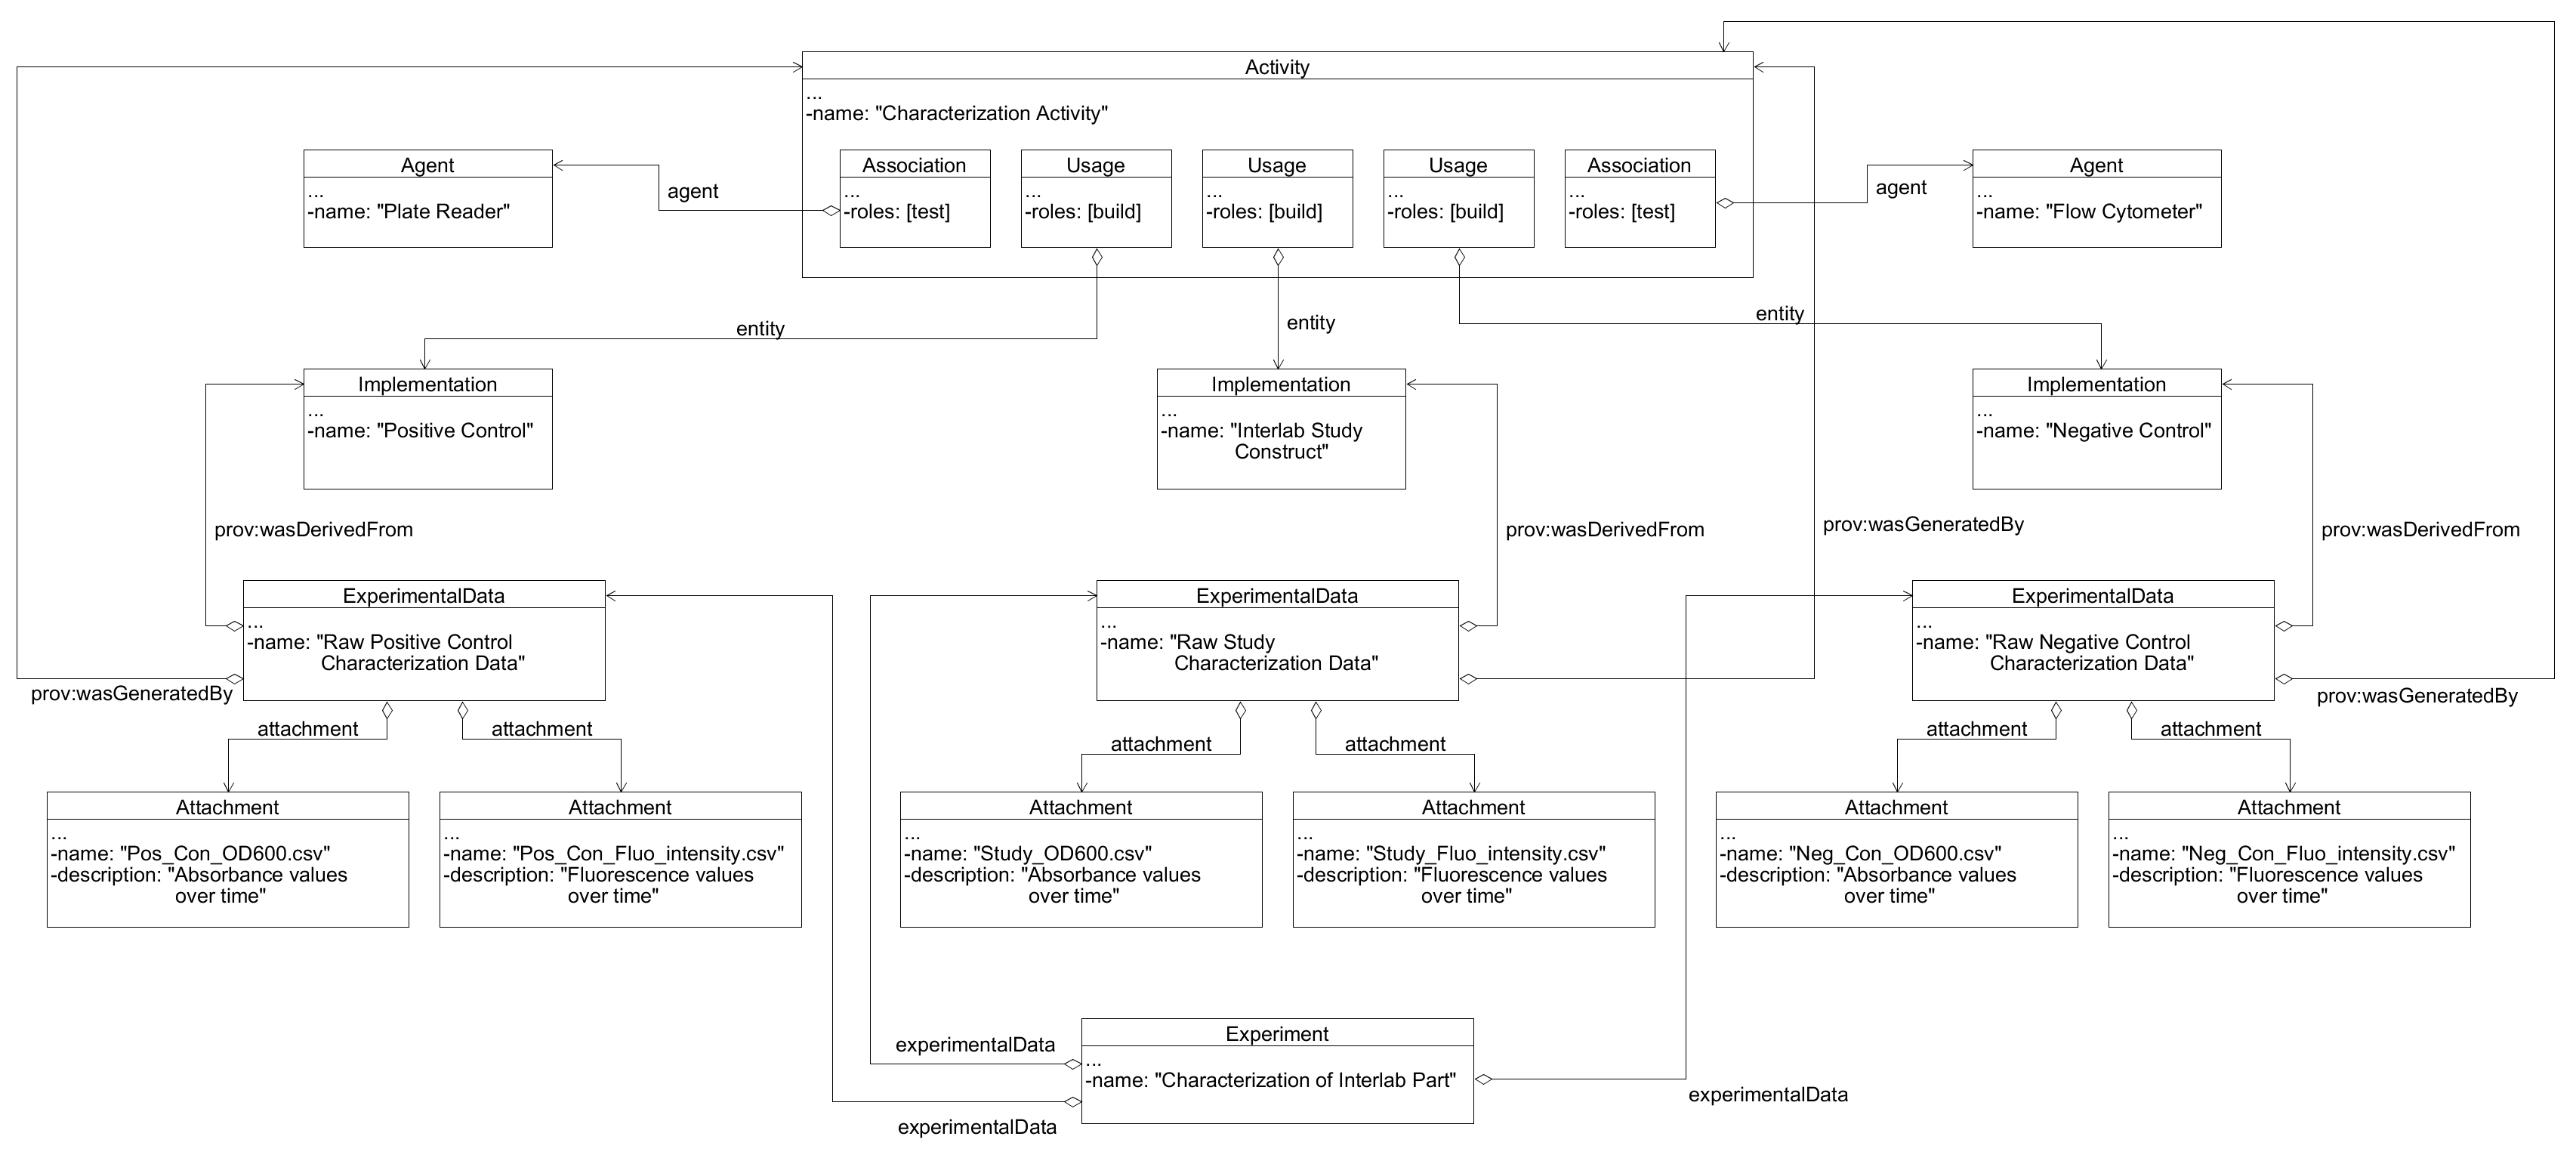 Activity
...
-name: "Characterization Activity"
Agent
...
-name: "Plate Reader"
agent
Association
...
-roles: [test]
Usage
...
-roles: [build]
Usage
...
-roles: [build]
Usage
...
-roles: [build]
Association
...
-roles: [test]
agent
Agent
...
-name: "Flow Cytometer"
entity
entity
entity
Implementation
...
-name: "Positive Control"
Implementation
...
-name: "Interlab Study
Construct"
Implementation
...
-name: "Negative Control"
prov:wasDerivedFrom
prov:wasDerivedFrom
prov:wasGeneratedBy
prov:wasDerivedFrom
ExperimentalData
...
-name: "Raw Positive Control
Characterization Data"
ExperimentalData
...
-name: "Raw Study
Characterization Data"
ExperimentalData
...
-name: "Raw Negative Control
Characterization Data"
prov:wasGeneratedBy
prov:wasGeneratedBy
attachment
attachment
attachment
attachment
attachment
attachment
Attachment
...
-name: "Pos_Con_OD600.csv"
-description: "Absorbance values
over time"
Attachment
...
-name: "Pos_Con_Fluo_intensity.csv"
-description: "Fluorescence values
over time"
Attachment
...
-name: "Study_OD600.csv"
-description: "Absorbance values
over time"
Attachment
...
-name: "Study_Fluo_intensity.csv"
-description: "Fluorescence values
over time"
Attachment
...
-name: "Neg_Con_OD600.csv"
-description: "Absorbance values
over time"
Attachment
...
-name: "Neg_Con_Fluo_intensity.csv"
-description: "Fluorescence values
over time"
experimentalData
Experiment
...
-name: "Characterization of Interlab Part"
experimentalData
experimentalData